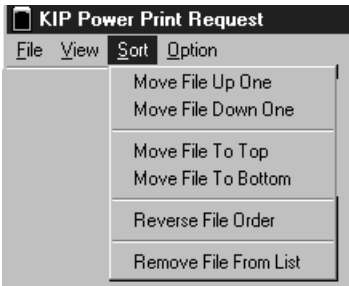 KIP Power Print Request
File View Sort Option
Move File Up One
Move File Down One
Move File To Top
Move File To Bottom
Reverse File Order
Remove File From List